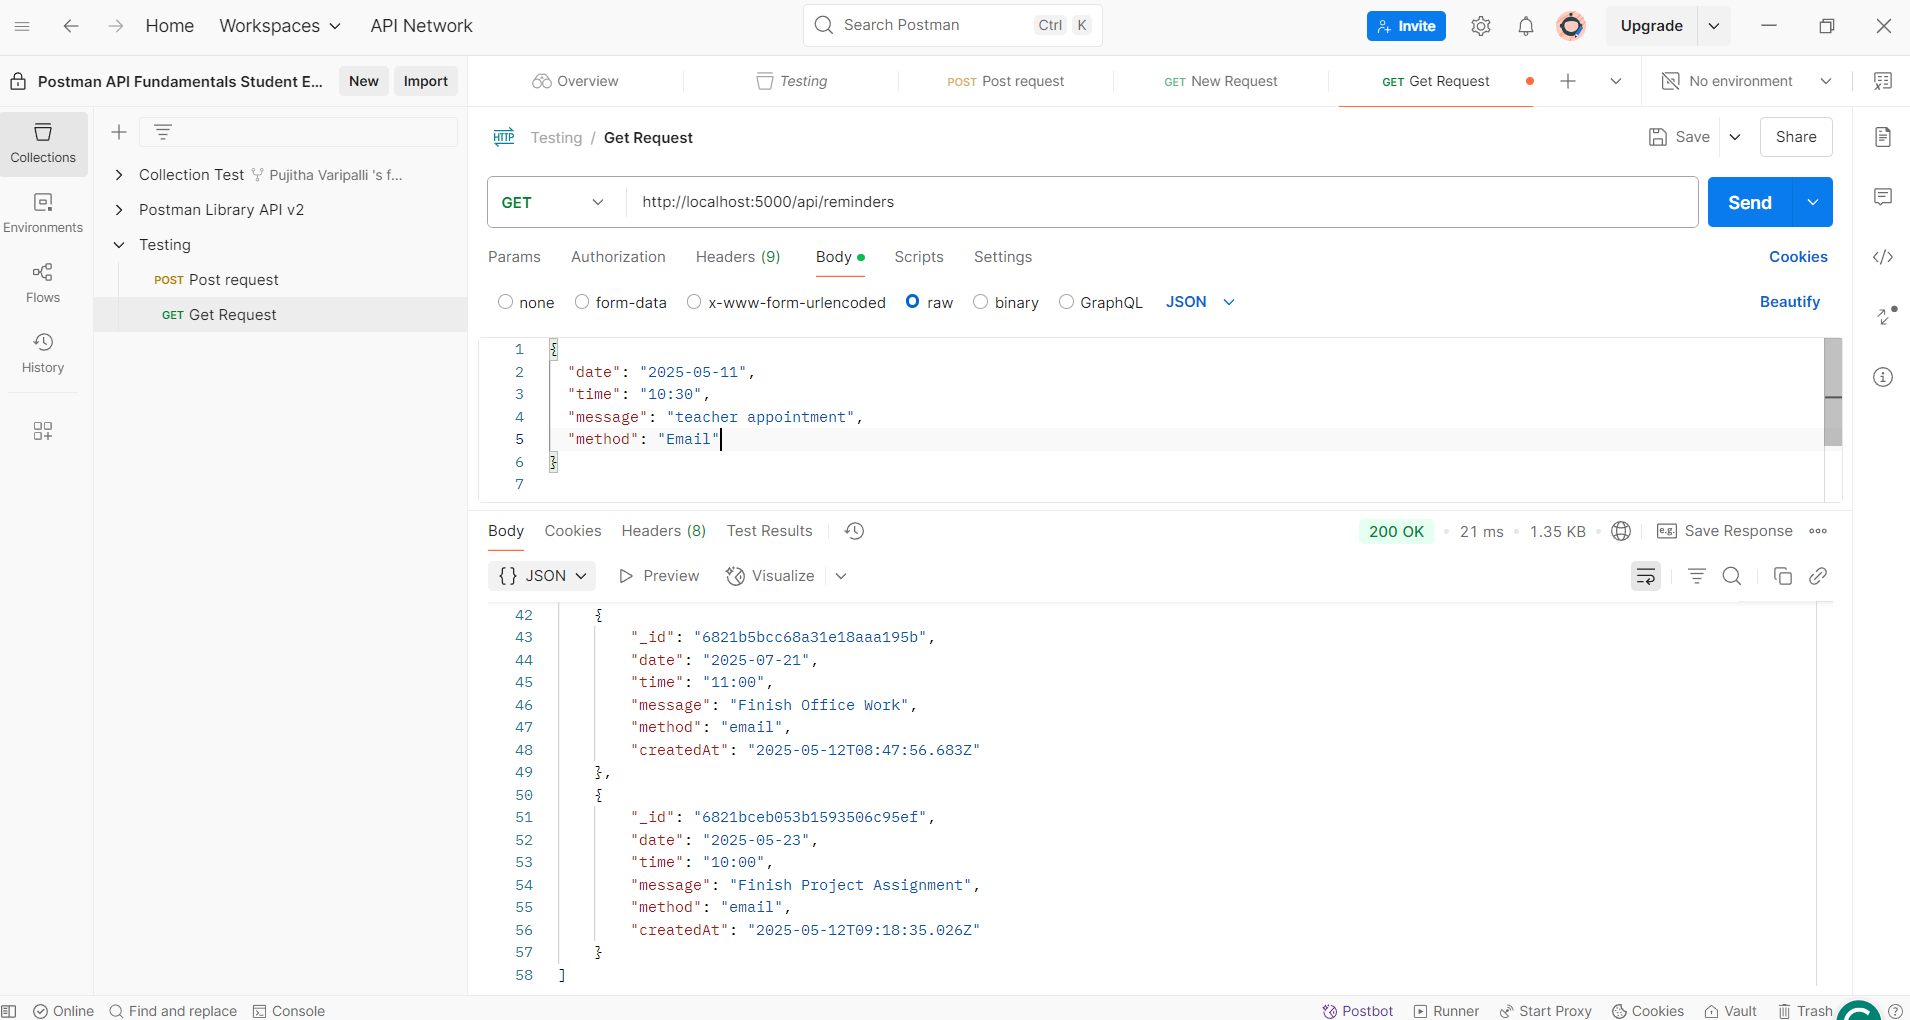 Home Workspaces API Network Search Postman Ctrl K Invite Upgrade
Postman API Fundamentals Student E... New Import Overview Testing POST Post request GET New Request GET Get Request No environment
Collections
Environments
Flows
History
Collection Test Pujitha Varipalli 's f...
Postman Library API v2
Testing
POST Post request
GET Get Request
HTTP Testing / Get Request Save Share
GET http://localhost:5000/api/reminders Send
Params Authorization Headers (9) Body Scripts Settings Cookies
none form-data x-www-form-urlencoded raw binary GraphQL JSON Beautify
1 {
2 "date": "2025-05-11",
3 "time": "10:30",
4 "message": "teacher appointment",
5 "method": "Email"
6 }
7
Body Cookies Headers (8) Test Results 200 OK 21 ms 1.35 KB e.g. Save Response
{} JSON Preview Visualize
42 {
43 "_id": "6821b5bcc68a31e18aaa195b",
44 "date": "2025-07-21",
45 "time": "11:00",
46 "message": "Finish Office Work",
47 "method": "email",
48 "createdAt": "2025-05-12T08:47:56.683Z"
49 },
50 {
51 "_id": "6821bceb053b1593506c95ef",
52 "date": "2025-05-23",
53 "time": "10:00",
54 "message": "Finish Project Assignment",
55 "method": "email",
56 "createdAt": "2025-05-12T09:18:35.026Z"
57 }
58 ]
Online Find and replace Console Postbot Runner Start Proxy Cookies Vault Trash